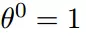 θ⁰ = 1